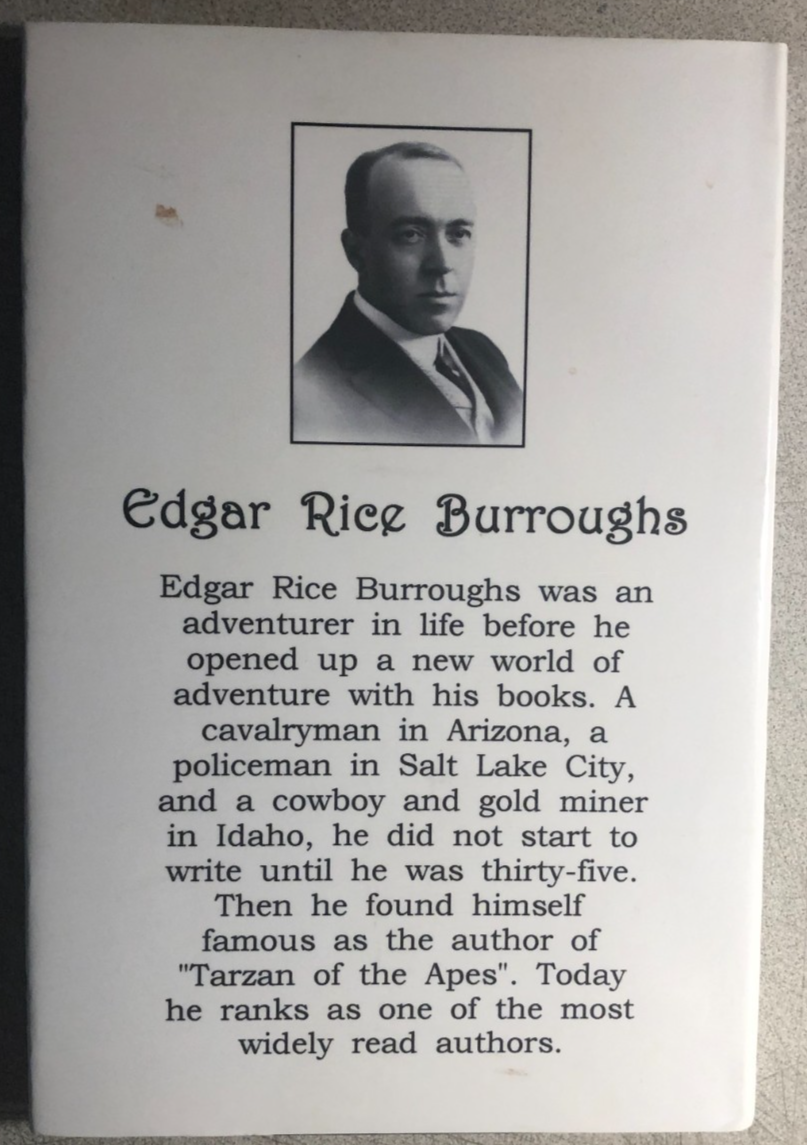 Edgar Rice Burroughs
Edgar Rice Burroughs was an
adventurer in life before he
opened up a new world of
adventure with his books. A
cavalryman in Arizona, a
policeman in Salt Lake City,
and a cowboy and gold miner
in Idaho, he did not start to
write until he was thirty-five.
Then he found himself
famous as the author of
"Tarzan of the Apes". Today
he ranks as one of the most
widely read authors.